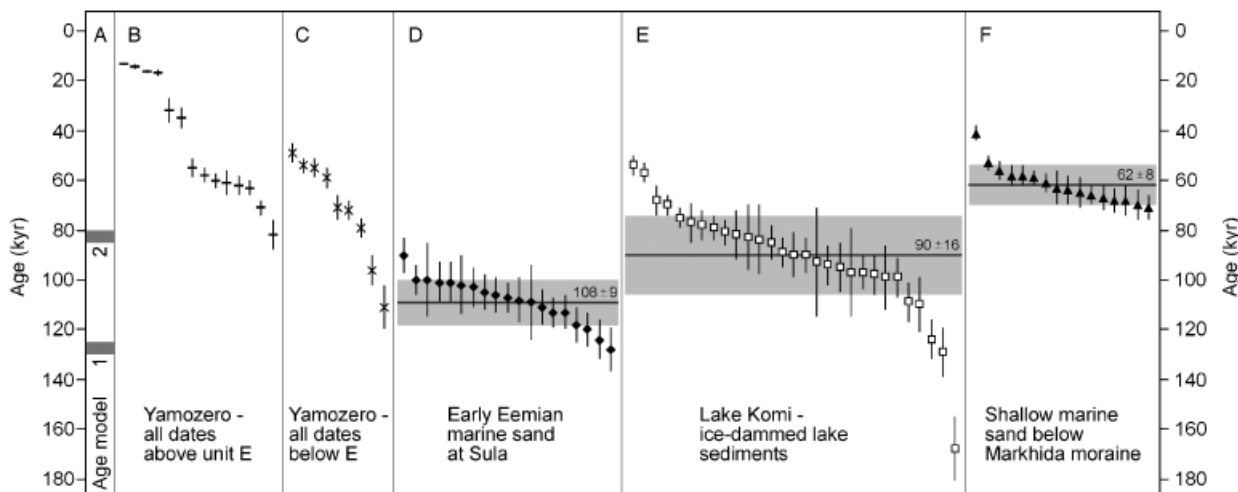 A
B
C
D
E
F
0
20
40
60
80
100
120
140
160
180
Age (kyr)
0
20
40
60
80
100
120
140
160
180
Age (kyr)
2
1
Age model
108 ± 9
90 ± 16
62 ± 8
Yamozero -
all dates
above unit E
Yamozero -
all dates
below E
Early Eemian
marine sand
at Sula
Lake Komi -
ice-dammed lake
sediments
Shallow marine
sand below
Markhida moraine